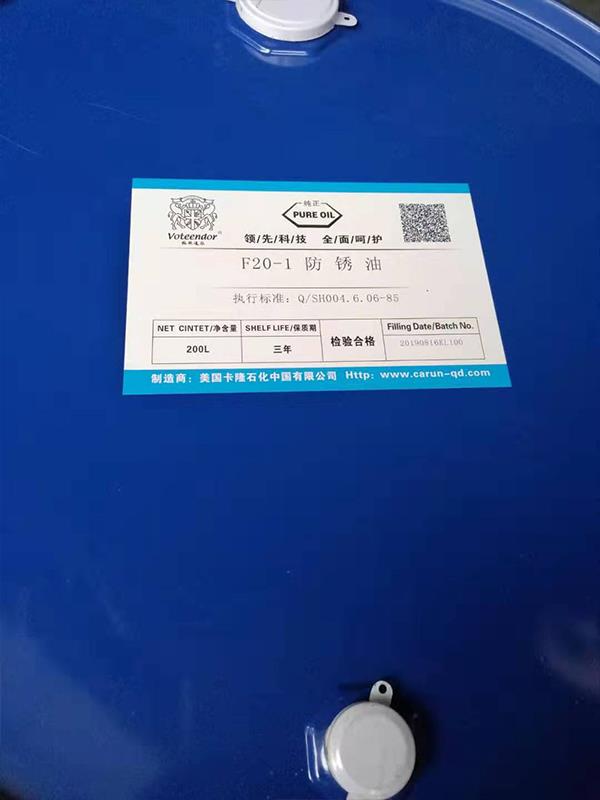 Voteendor®
纯正
PURE OIL
领/先/科/技 全/面/呵/护
F20-1 防锈油
执行标准: Q/SH004.6.06-85
NET CINTET/净含量 SHELF LIFE/保质期 检验合格 Filling Date/Batch No.
200L 三年 20190816EL100
制造商: 美国卡隆石化中国有限公司 Http: www.carun-qd.com